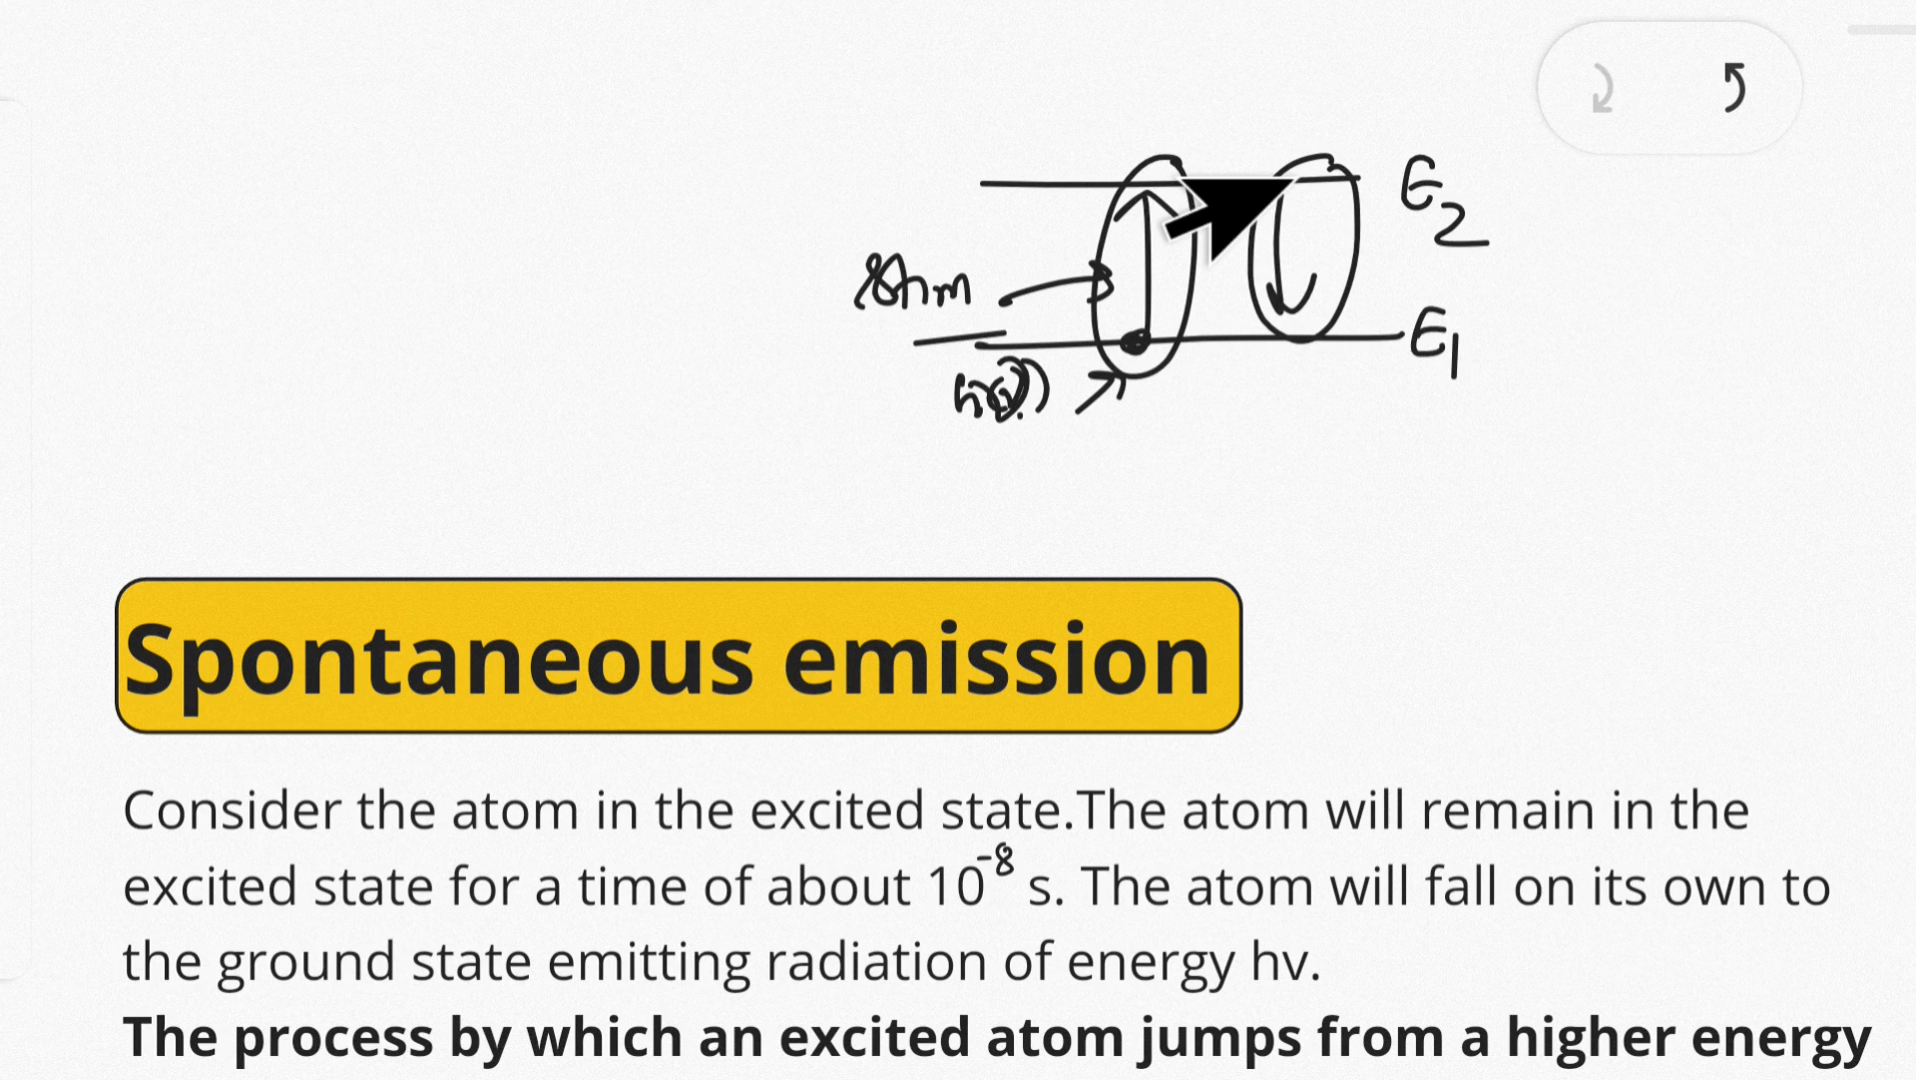 E2
E1
Spontaneous emission
Consider the atom in the excited state.The atom will remain in the
excited state for a time of about 10⁻⁸ s. The atom will fall on its own to
the ground state emitting radiation of energy hv.
The process by which an excited atom jumps from a higher energy